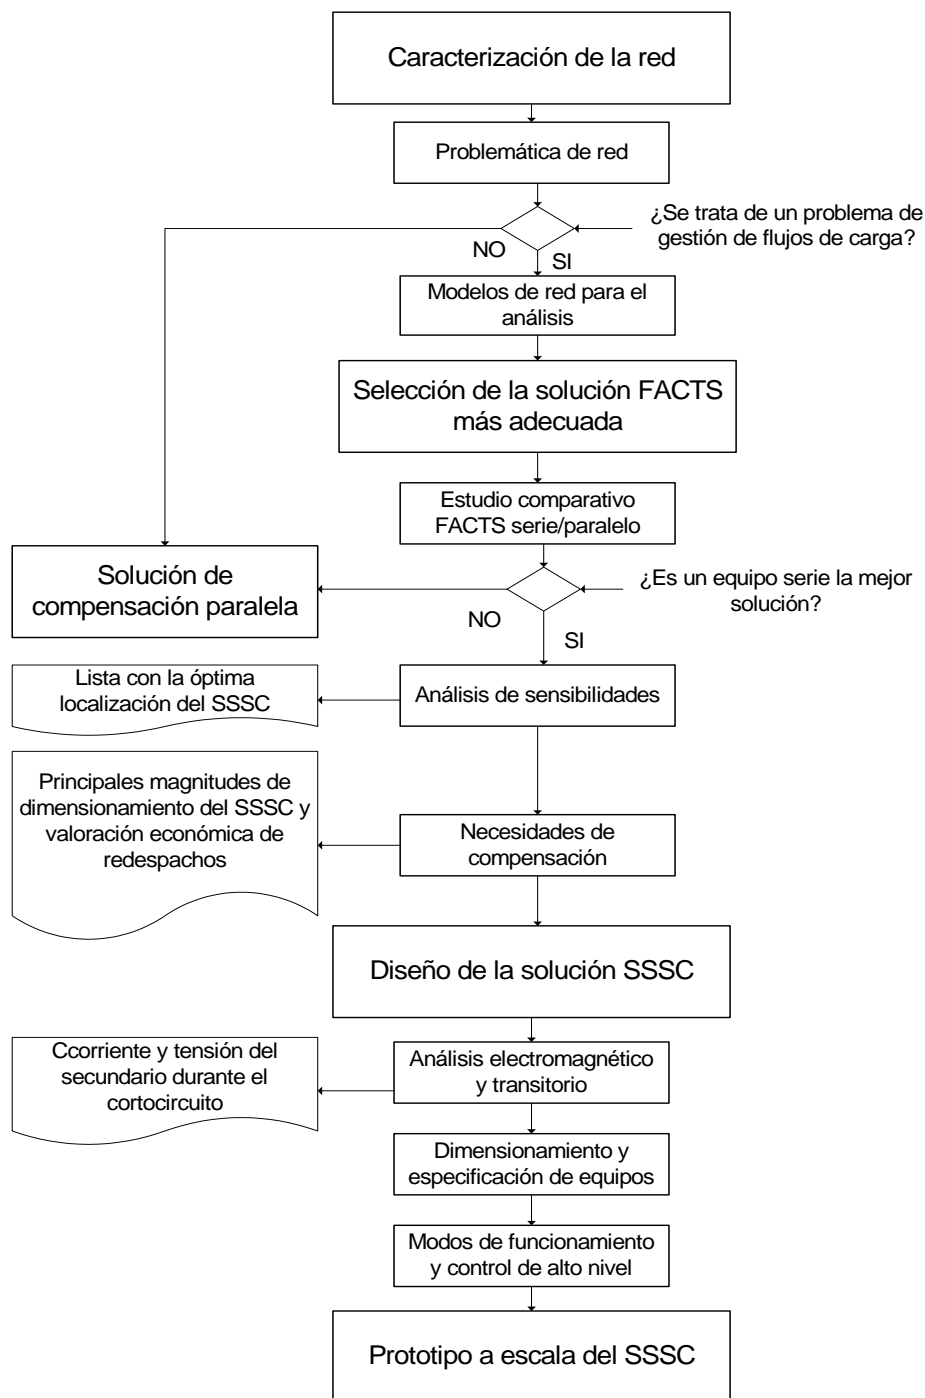 Caracterización de la red
Problemática de red
¿Se trata de un problema de
gestión de flujos de carga?
NO
SI
Modelos de red para el
análisis
Selección de la solución FACTS
más adecuada
Estudio comparativo
FACTS serie/paralelo
Solución de
compensación paralela
¿Es un equipo serie la mejor
solución?
NO
SI
Lista con la óptima
localización del SSSC
Análisis de sensibilidades
Principales magnitudes de
dimensionamiento del SSSC y
valoración económica de
redespachos
Necesidades de
compensación
Diseño de la solución SSSC
Ccorriente y tensión del
secundario durante el
cortocircuito
Análisis electromagnético
y transitorio
Dimensionamiento y
especificación de equipos
Modos de funcionamiento
y control de alto nivel
Prototipo a escala del SSSC